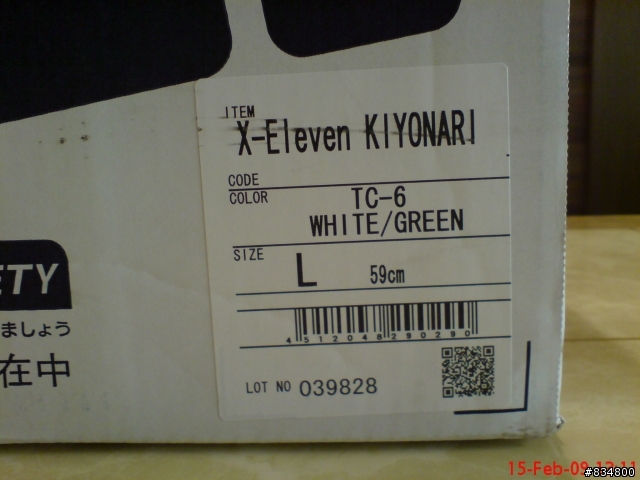 ITEM
X-Eleven KIYONARI
CODE
COLOR TC-6
WHITE/GREEN
SIZE
L 59cm
4512048290290
LOT NO 039828
ETY
ましょう
在中
15-Feb-09 12:11
#834800